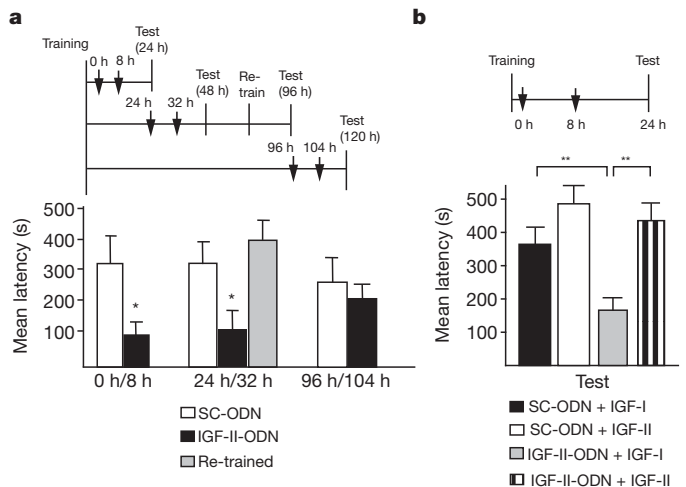 a
Training
Test
(24 h)
0 h 8 h
Test
(48 h)
Re-
train
Test
(96 h)
24 h 32 h
Test
(120 h)
96 h 104 h
Mean latency (s)
500
400
300
200
100
*
*
0 h/8 h 24 h/32 h 96 h/104 h
SC-ODN
IGF-II-ODN
Re-trained
b
Training Test
0 h 8 h 24 h
** **
Mean latency (s)
500
400
300
200
100
Test
SC-ODN + IGF-I
SC-ODN + IGF-II
IGF-II-ODN + IGF-I
IGF-II-ODN + IGF-II